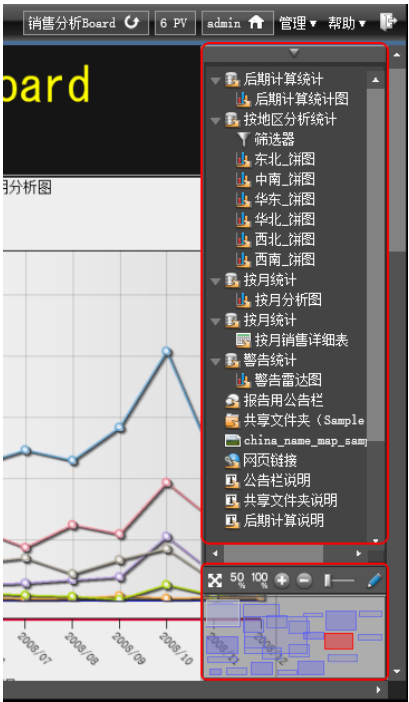 销售分析Board 6 PV admin 管理▼ 帮助▼
oard
月分析图
后期计算统计
后期计算统计图
按地区分析统计
筛选器
东北_饼图
中南_饼图
华东_饼图
华北_饼图
西北_饼图
西南_饼图
按月统计
按月分析图
按月统计
按月销售详细表
警告统计
警告雷达图
报告用公告栏
共享文件夹（Sample
china_name_map_samp
网页链接
公告栏说明
共享文件夹说明
后期计算说明
50% 100%
2008/07 2008/08 2008/09 2008/10 2008/11 2008/12